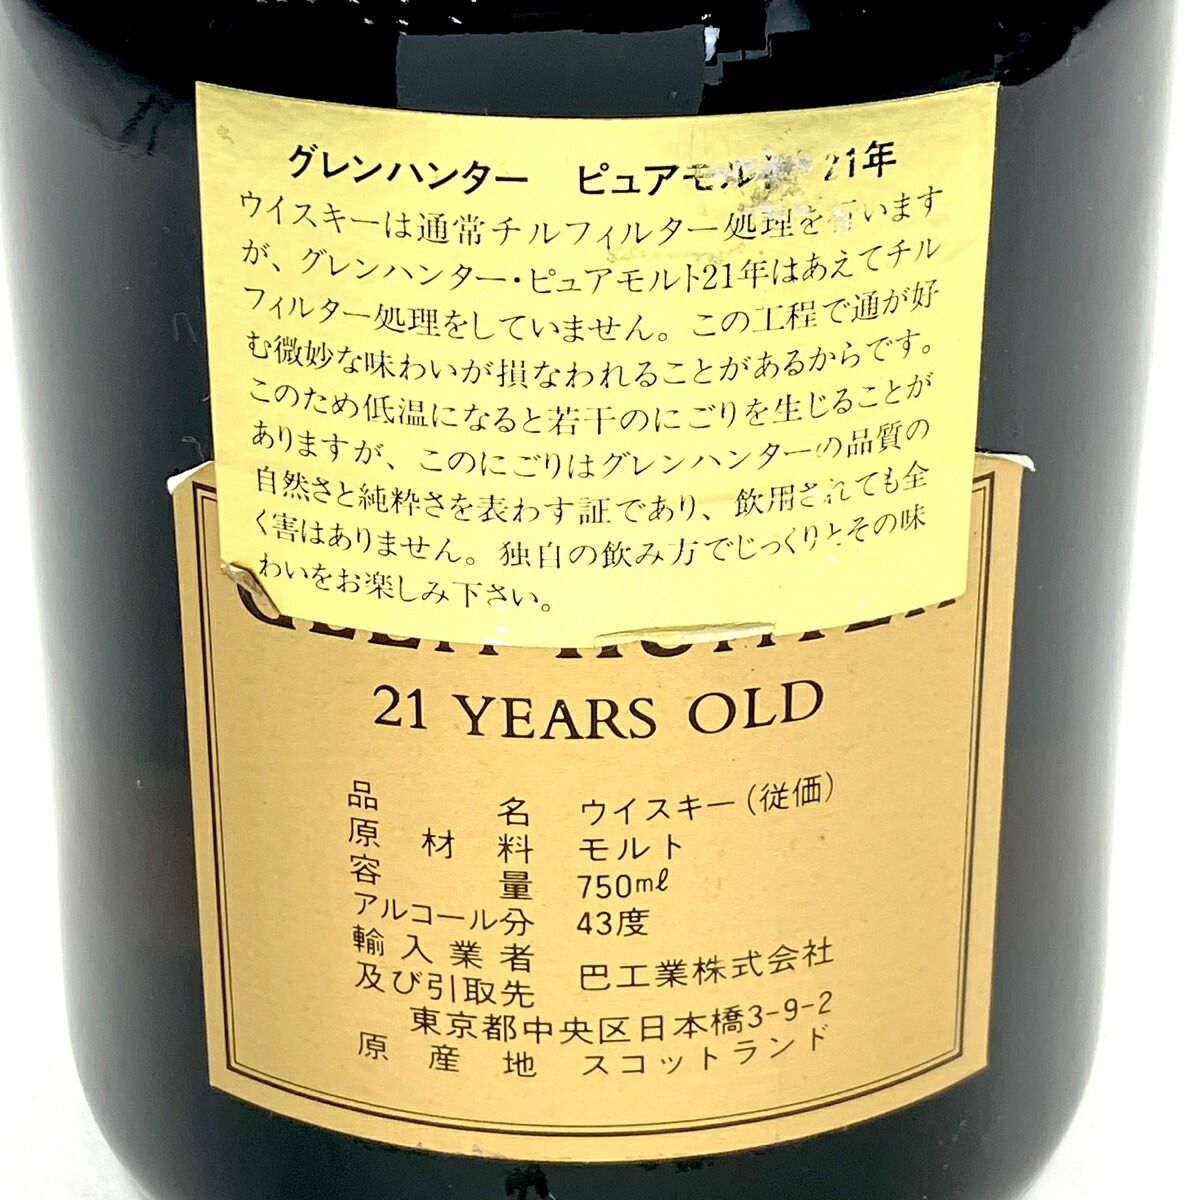 グレンハンター ピュアモル 21年
ウイスキーは通常チルフィルター処理を行います
が、グレンハンター・ピュアモルト21年はあえてチル
フィルター処理をしていません。この工程で通が好
む微妙な味わいが損なわれることがあるからです。
このため低温になると若干のにごりを生じることが
ありますが、このにごりはグレンハンターの品質の
自然さと純粋さを表わす証であり、飲用されても全
く害はありません。独自の飲み方でじっくりとその味
わいをお楽しみ下さい。
21 YEARS OLD
品名 ウイスキー(従価)
原材料 モルト
容量 750ml
アルコール分 43度
輸入業者
及び引取先 巴工業株式会社
東京都中央区日本橋3-9-2
原産地 スコットランド